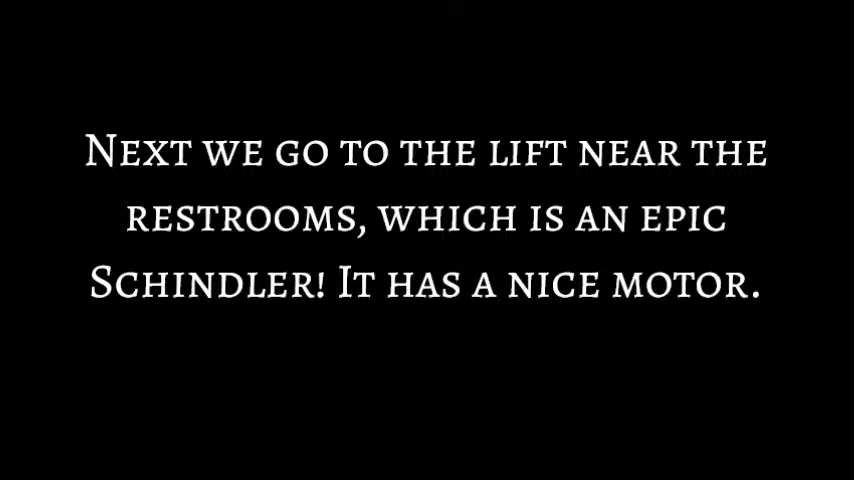 Next we go to the lift near the
restrooms, which is an epic
Schindler! It has a nice motor.